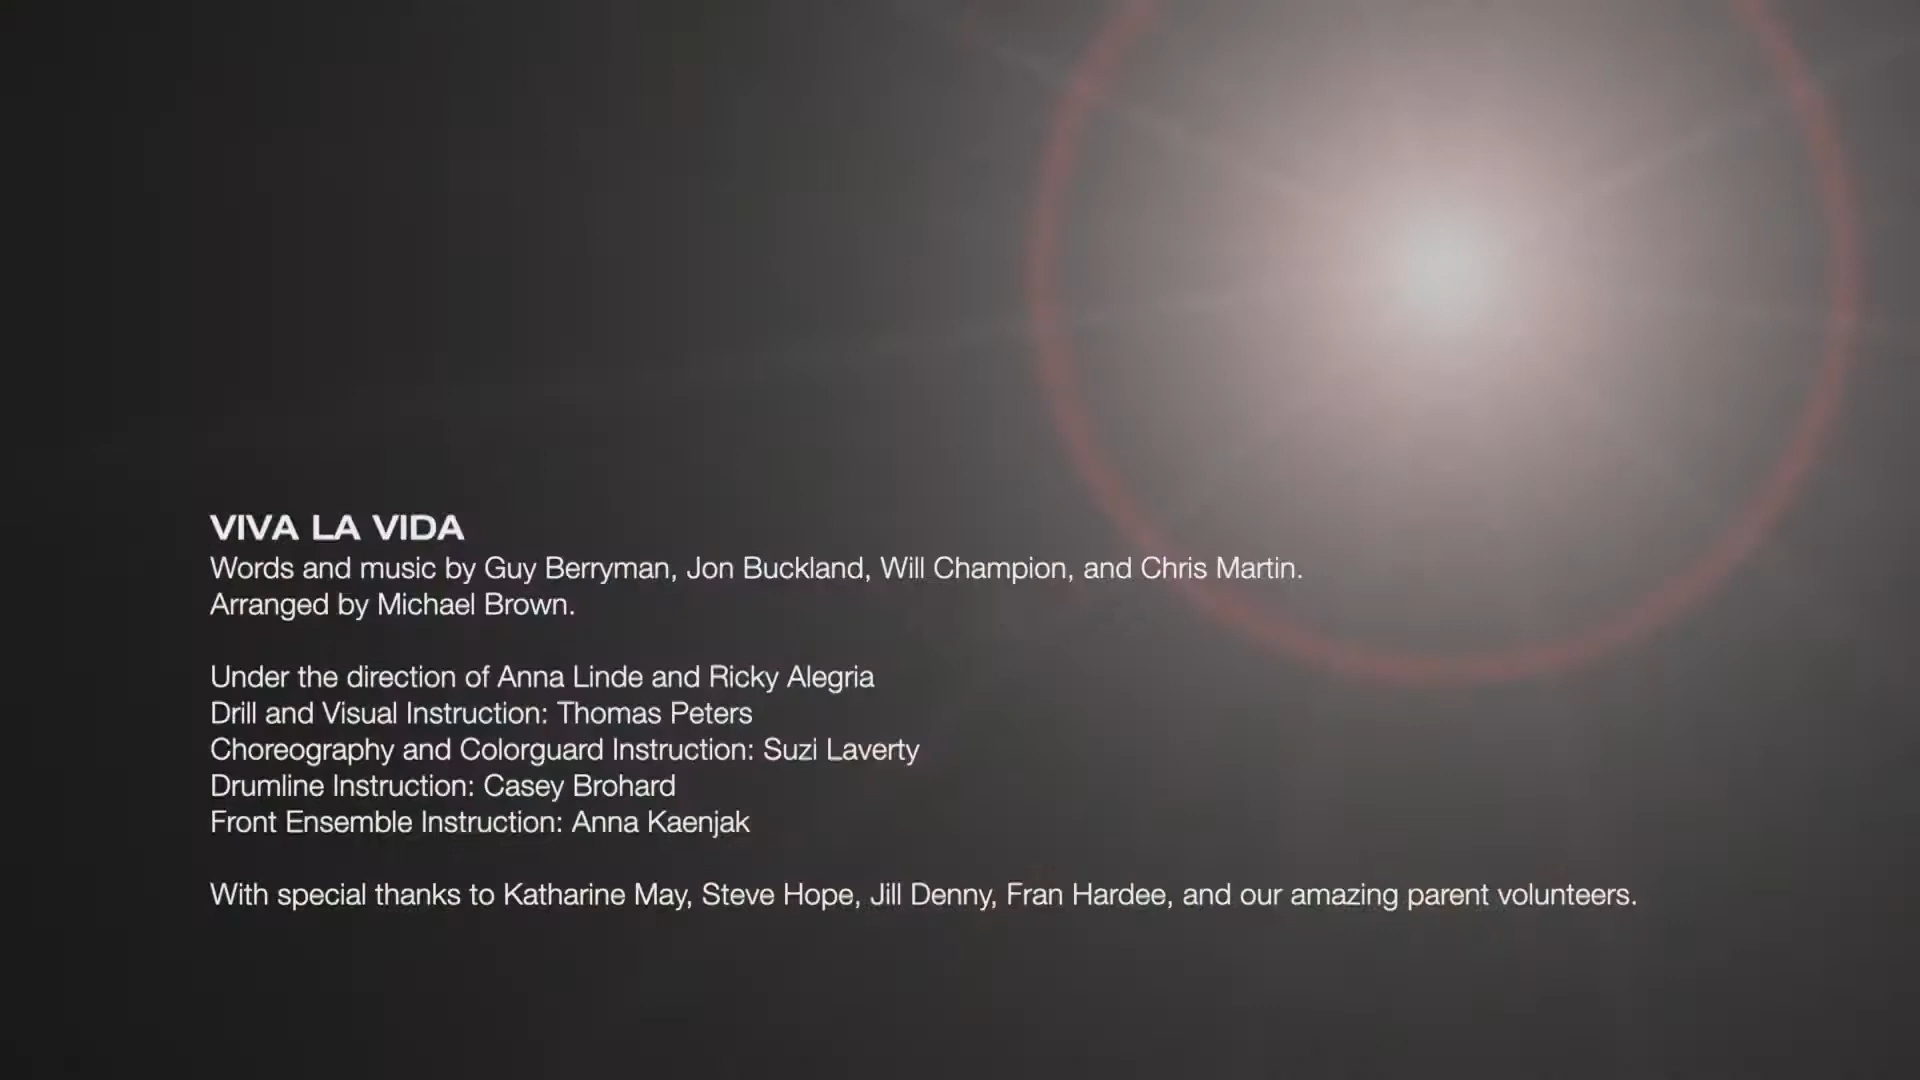 VIVA LA VIDA
Words and music by Guy Berryman, Jon Buckland, Will Champion, and Chris Martin.
Arranged by Michael Brown.
Under the direction of Anna Linde and Ricky Alegria
Drill and Visual Instruction: Thomas Peters
Choreography and Colorguard Instruction: Suzi Laverty
Drumline Instruction: Casey Brohard
Front Ensemble Instruction: Anna Kaenjak
With special thanks to Katharine May, Steve Hope, Jill Denny, Fran Hardee, and our amazing parent volunteers.